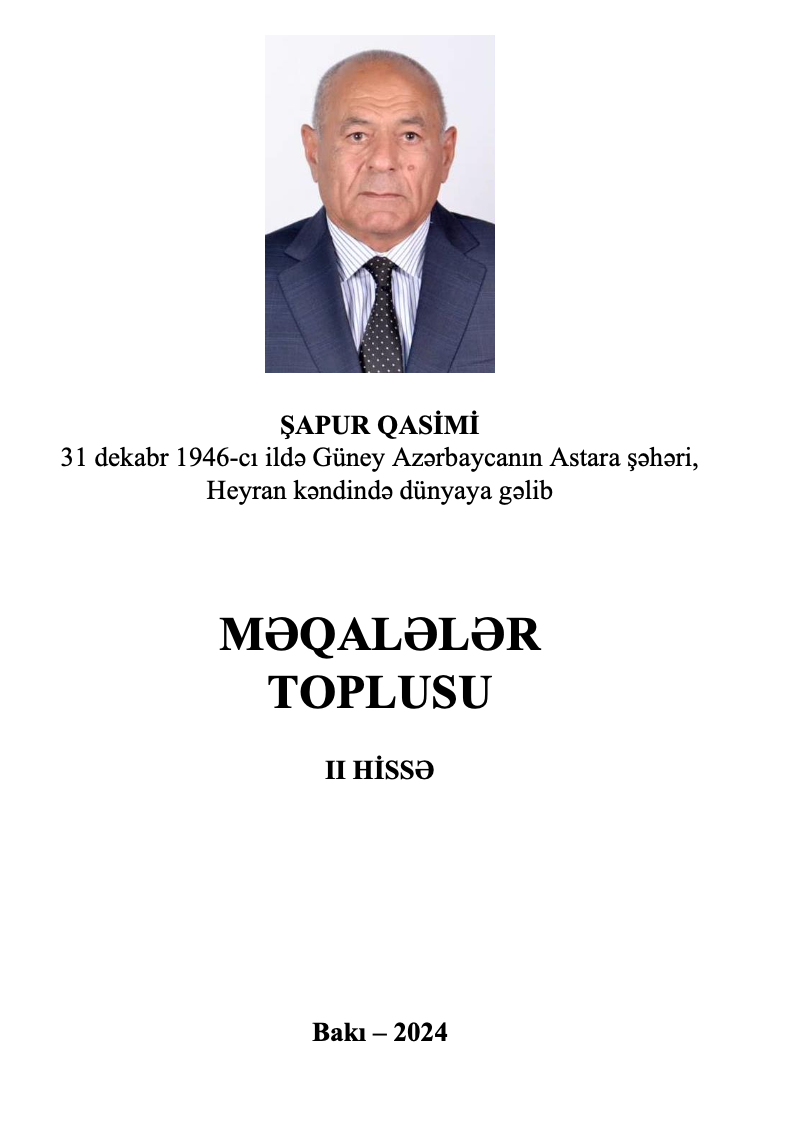 ŞAPUR QASİMİ
31 dekabr 1946-cı ildə Güney Azərbaycanın Astara şəhəri,
Heyran kəndində dünyaya gəlib
MƏQALƏLƏR
TOPLUSU
II HİSSƏ
Bakı – 2024